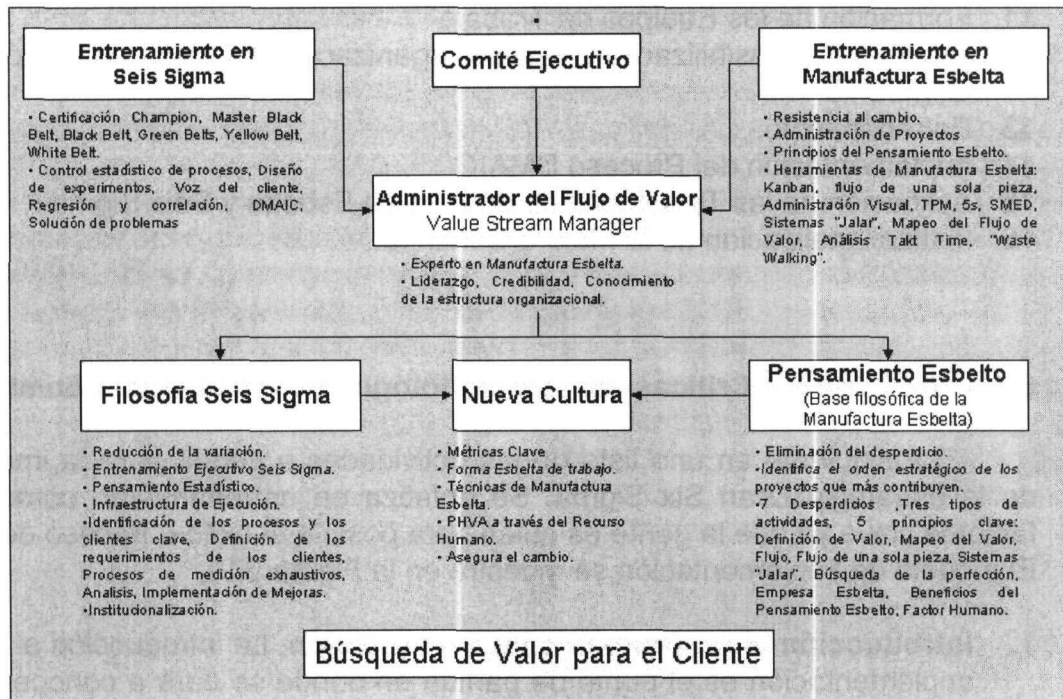 Entrenamiento en
Seis Sigma
• Certificación Champion, Master Black
Belt, Black Belt, Green Belts, Yellow Belt,
White Belt.
• Control estadístico de procesos, Diseño
de experimentos, Voz del cliente,
Regresión y correlación, DMAIC,
Solución de problemas
Comité Ejecutivo
Entrenamiento en
Manufactura Esbelta
• Resistencia al cambio.
• Administración de Proyectos
• Principios del Pensamiento Esbelto.
• Herramientas de Manufactura Esbelta:
Kanban, flujo de una sola pieza,
Administración Visual, TPM, 5s, SMED,
Sistemas "Jalar", Mapeo del Flujo de
Valor, Análisis Takt Time, "Waste
Walking".
Administrador del Flujo de Valor
Value Stream Manager
• Experto en Manufactura Esbelta.
• Liderazgo, Credibilidad, Conocimiento
de la estructura organizacional.
Filosofía Seis Sigma
• Reducción de la variación.
• Entrenamiento Ejecutivo Seis Sigma.
• Pensamiento Estadístico.
• Infraestructura de Ejecución.
•Identificación de los procesos y los
clientes clave, Definición de los
requerimientos de los clientes,
Procesos de medición exhaustivos,
Analisis, Implementación de Mejoras.
•Institucionalización.
Nueva Cultura
• Métricas Clave
• Forma Esbelta de trabajo.
• Técnicas de Manufactura
Esbelta.
• PHVA a través del Recurso
Humano.
• Asegura el cambio.
Pensamiento Esbelto
(Base filosófica de la
Manufactura Esbelta)
• Eliminación del desperdicio.
•Identifica el orden estratégico de los
proyectos que más contribuyen.
•7 Desperdicios ,Tres tipos de
actividades, 5 principios clave:
Definición de Valor, Mapeo del Valor,
Flujo, Flujo de una sola pieza, Sistemas
"Jalar", Búsqueda de la perfección,
Empresa Esbelta, Beneficios del
Pensamiento Esbelto, Factor Humano.
Búsqueda de Valor para el Cliente